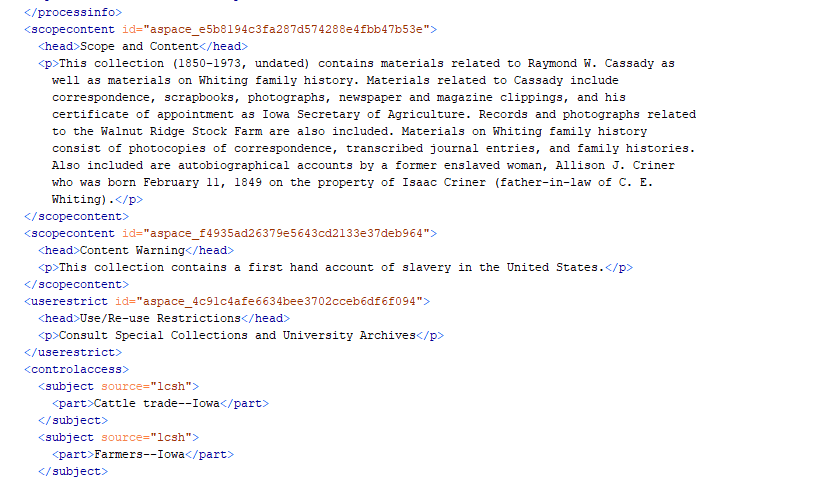 </processinfo>
<scopecontent id="aspace_e5b8194c3fa287d574288e4fbb47b53e">
<head>Scope and Content</head>
<p>This collection (1850-1973, undated) contains materials related to Raymond W. Cassady as
well as materials on Whiting family history. Materials related to Cassady include
correspondence, scrapbooks, photographs, newspaper and magazine clippings, and his
certificate of appointment as Iowa Secretary of Agriculture. Records and photographs related
to the Walnut Ridge Stock Farm are also included. Materials on Whiting family history
consist of photocopies of correspondence, transcribed journal entries, and family histories.
Also included are autobiographical accounts by a former enslaved woman, Allison J. Criner
who was born February 11, 1849 on the property of Isaac Criner (father-in-law of C. E.
Whiting).</p>
</scopecontent>
<scopecontent id="aspace_f4935ad26379e5643cd2133e37deb964">
<head>Content Warning</head>
<p>This collection contains a first hand account of slavery in the United States.</p>
</scopecontent>
<userestrict id="aspace_4c91c4afe6634bee3702cceb6df6f094">
<head>Use/Re-use Restrictions</head>
<p>Consult Special Collections and University Archives</p>
</userestrict>
<controlaccess>
<subject source="lcsh">
<part>Cattle trade--Iowa</part>
</subject>
<subject source="lcsh">
<part>Farmers--Iowa</part>
</subject>